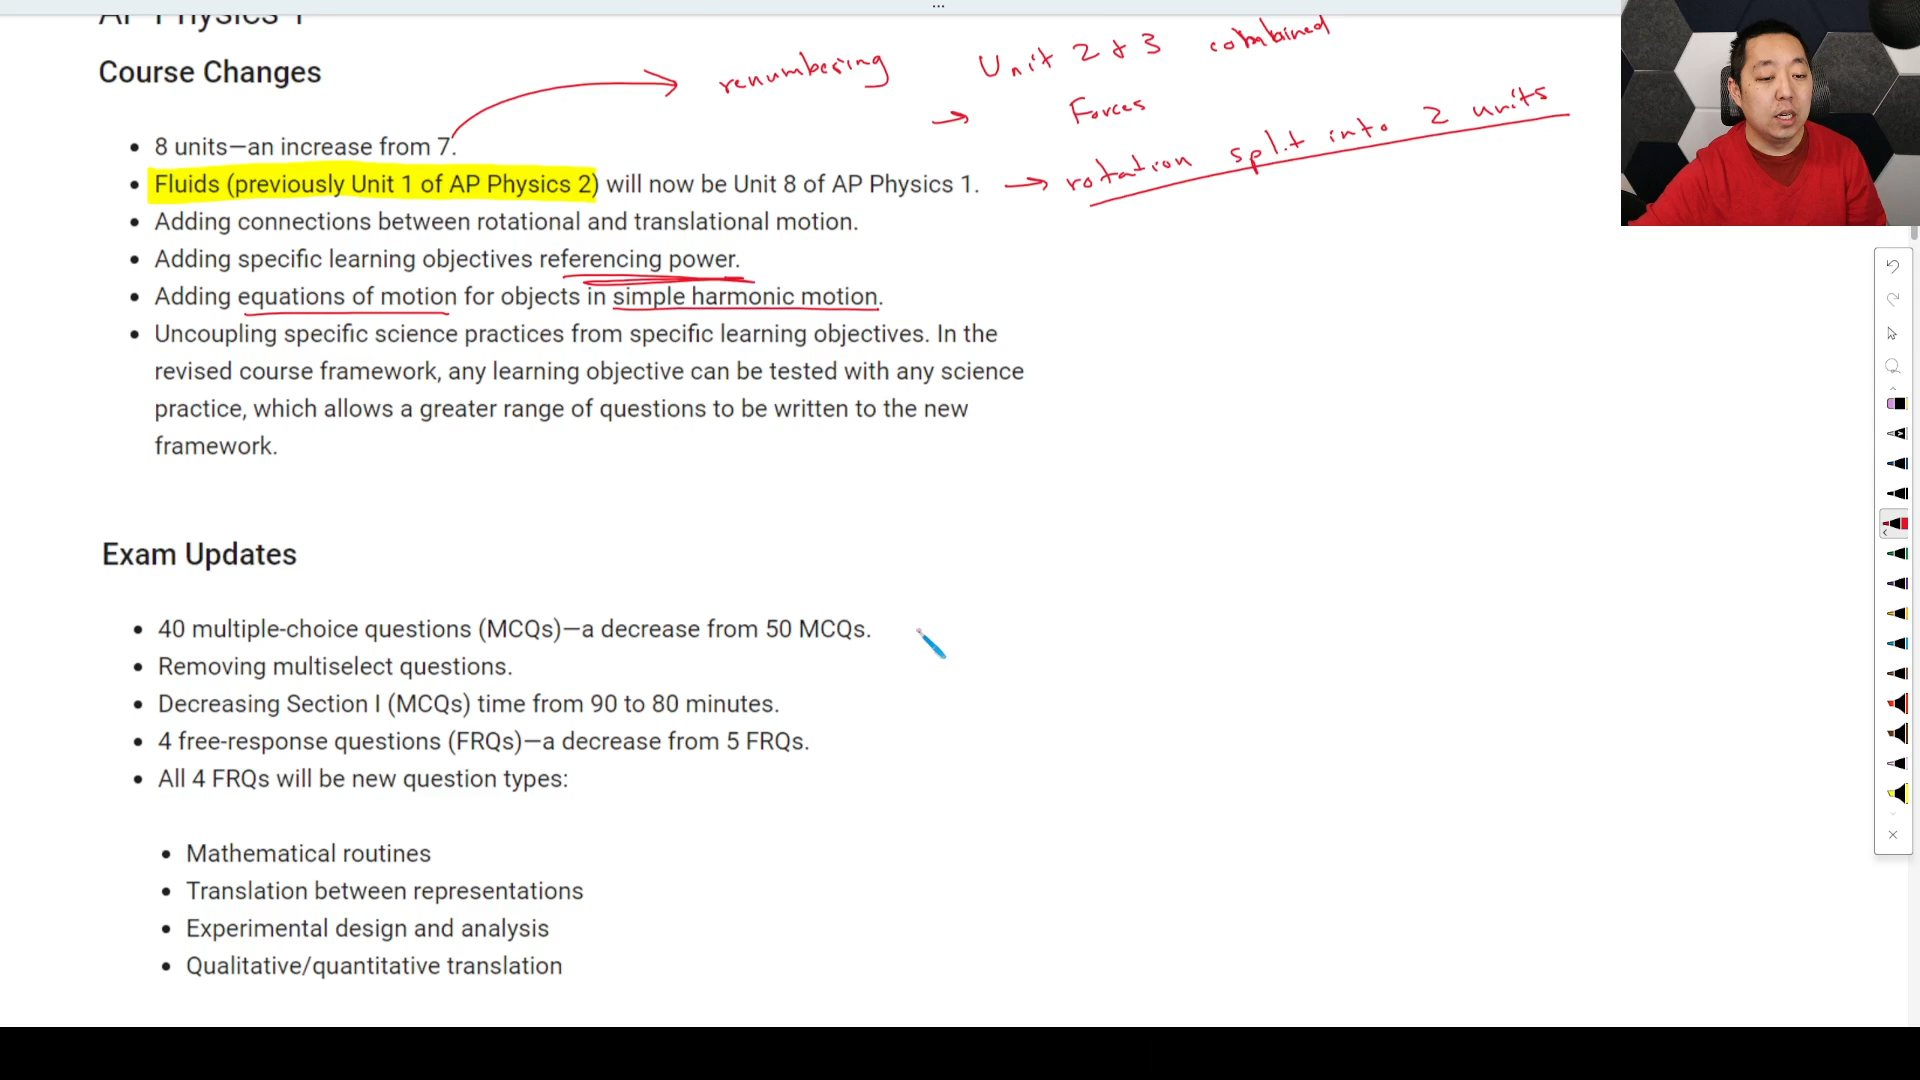 ...
AP Physics 1
Course Changes
renumbering Unit 2 & 3 combined
→ Forces
→ rotation split into 2 units
• 8 units—an increase from 7.
• Fluids (previously Unit 1 of AP Physics 2) will now be Unit 8 of AP Physics 1.
• Adding connections between rotational and translational motion.
• Adding specific learning objectives referencing power.
• Adding equations of motion for objects in simple harmonic motion.
• Uncoupling specific science practices from specific learning objectives. In the
revised course framework, any learning objective can be tested with any science
practice, which allows a greater range of questions to be written to the new
framework.
Exam Updates
• 40 multiple-choice questions (MCQs)—a decrease from 50 MCQs.
• Removing multiselect questions.
• Decreasing Section I (MCQs) time from 90 to 80 minutes.
• 4 free-response questions (FRQs)—a decrease from 5 FRQs.
• All 4 FRQs will be new question types:
• Mathematical routines
• Translation between representations
• Experimental design and analysis
• Qualitative/quantitative translation